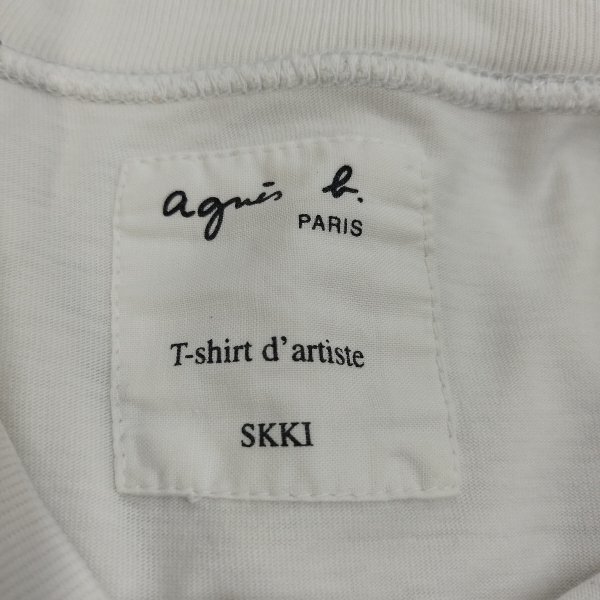 agnès b.
PARIS
T-shirt d'artiste
SKKI